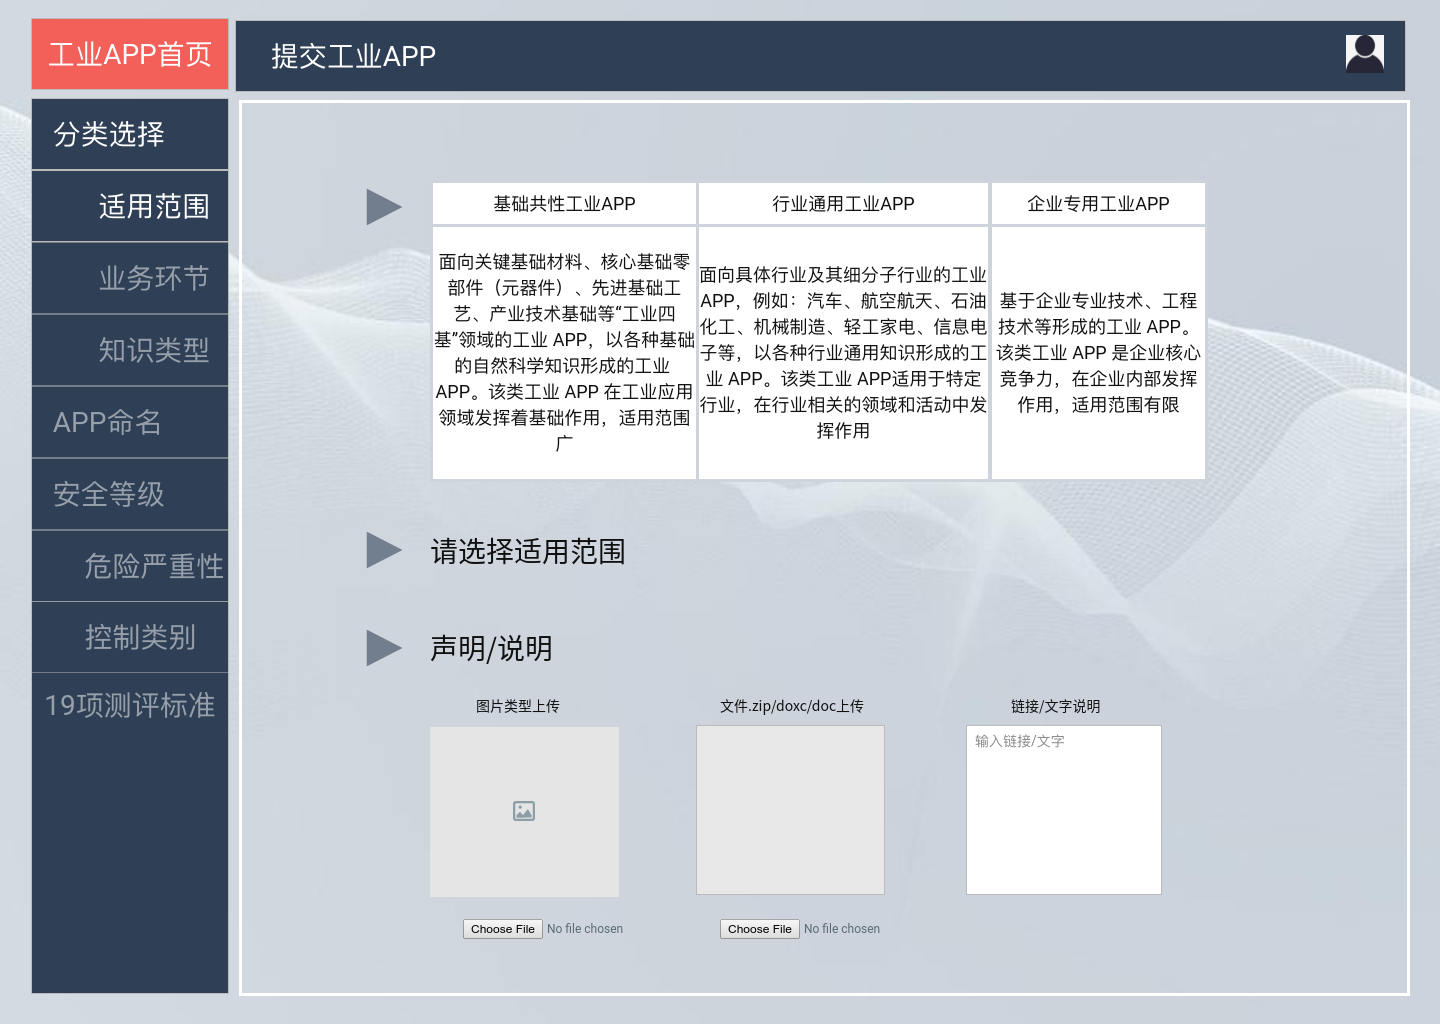 工业APP首页
提交工业APP
分类选择
适用范围
业务环节
知识类型
APP命名
安全等级
危险严重性
控制类别
19项测评标准
基础共性工业APP
行业通用工业APP
企业专用工业APP
面向关键基础材料、核心基础零
部件（元器件）、先进基础工
艺、产业技术基础等“工业四
基”领域的工业 APP，以各种基础
的自然科学知识形成的工业
APP。该类工业 APP 在工业应用
领域发挥着基础作用，适用范围
广
面向具体行业及其细分子行业的工业
APP，例如：汽车、航空航天、石油
化工、机械制造、轻工家电、信息电
子等，以各种行业通用知识形成的工
业 APP。该类工业 APP适用于特定
行业，在行业相关的领域和活动中发
挥作用
基于企业专业技术、工程
技术等形成的工业 APP。
该类工业 APP 是企业核心
竞争力，在企业内部发挥
作用，适用范围有限
请选择适用范围
声明/说明
图片类型上传
文件.zip/doxc/doc上传
链接/文字说明
输入链接/文字
Choose File No file chosen
Choose File No file chosen